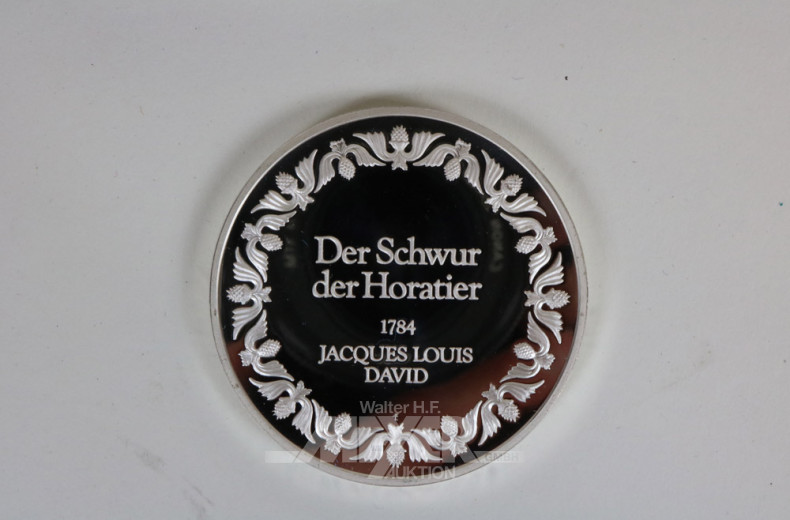 Der Schwur
der Horatier
1784
JACQUES LOUIS
DAVID
Walter H.F.
AUKTION